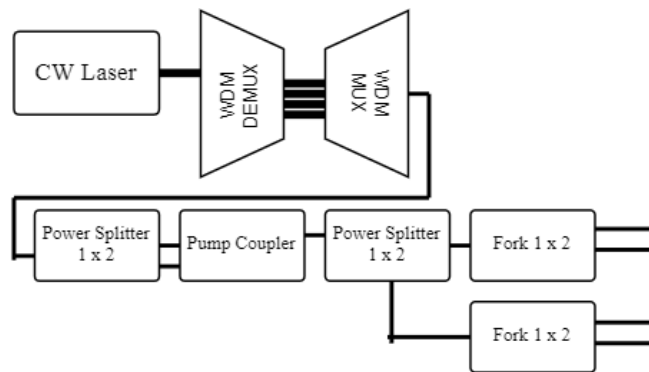 CW Laser
WDM
DEMUX
WDM
MUX
Power Splitter
1 x 2
Pump Coupler
Power Splitter
1 x 2
Fork 1 x 2
Fork 1 x 2